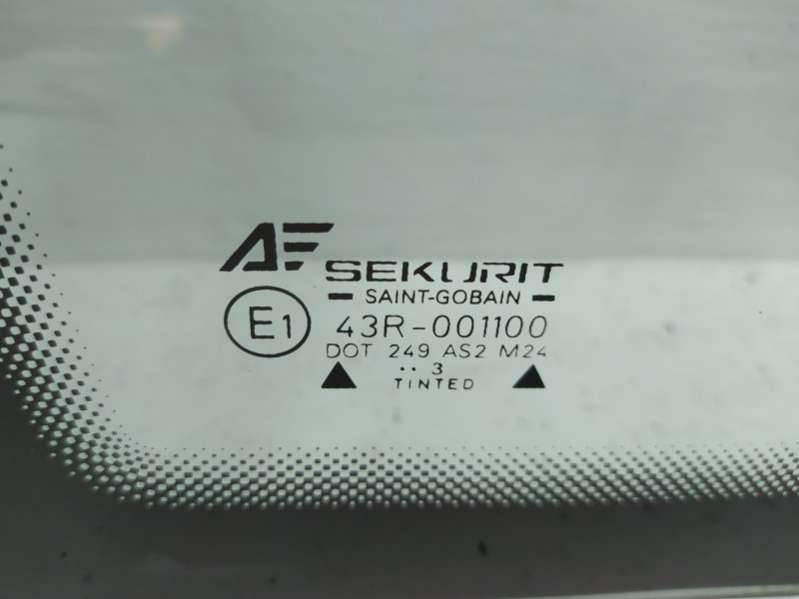 AF
SEKURIT
SAINT-GOBAIN
E1 43R-001100
DOT 249 AS2 M24
.. 3
TINTED